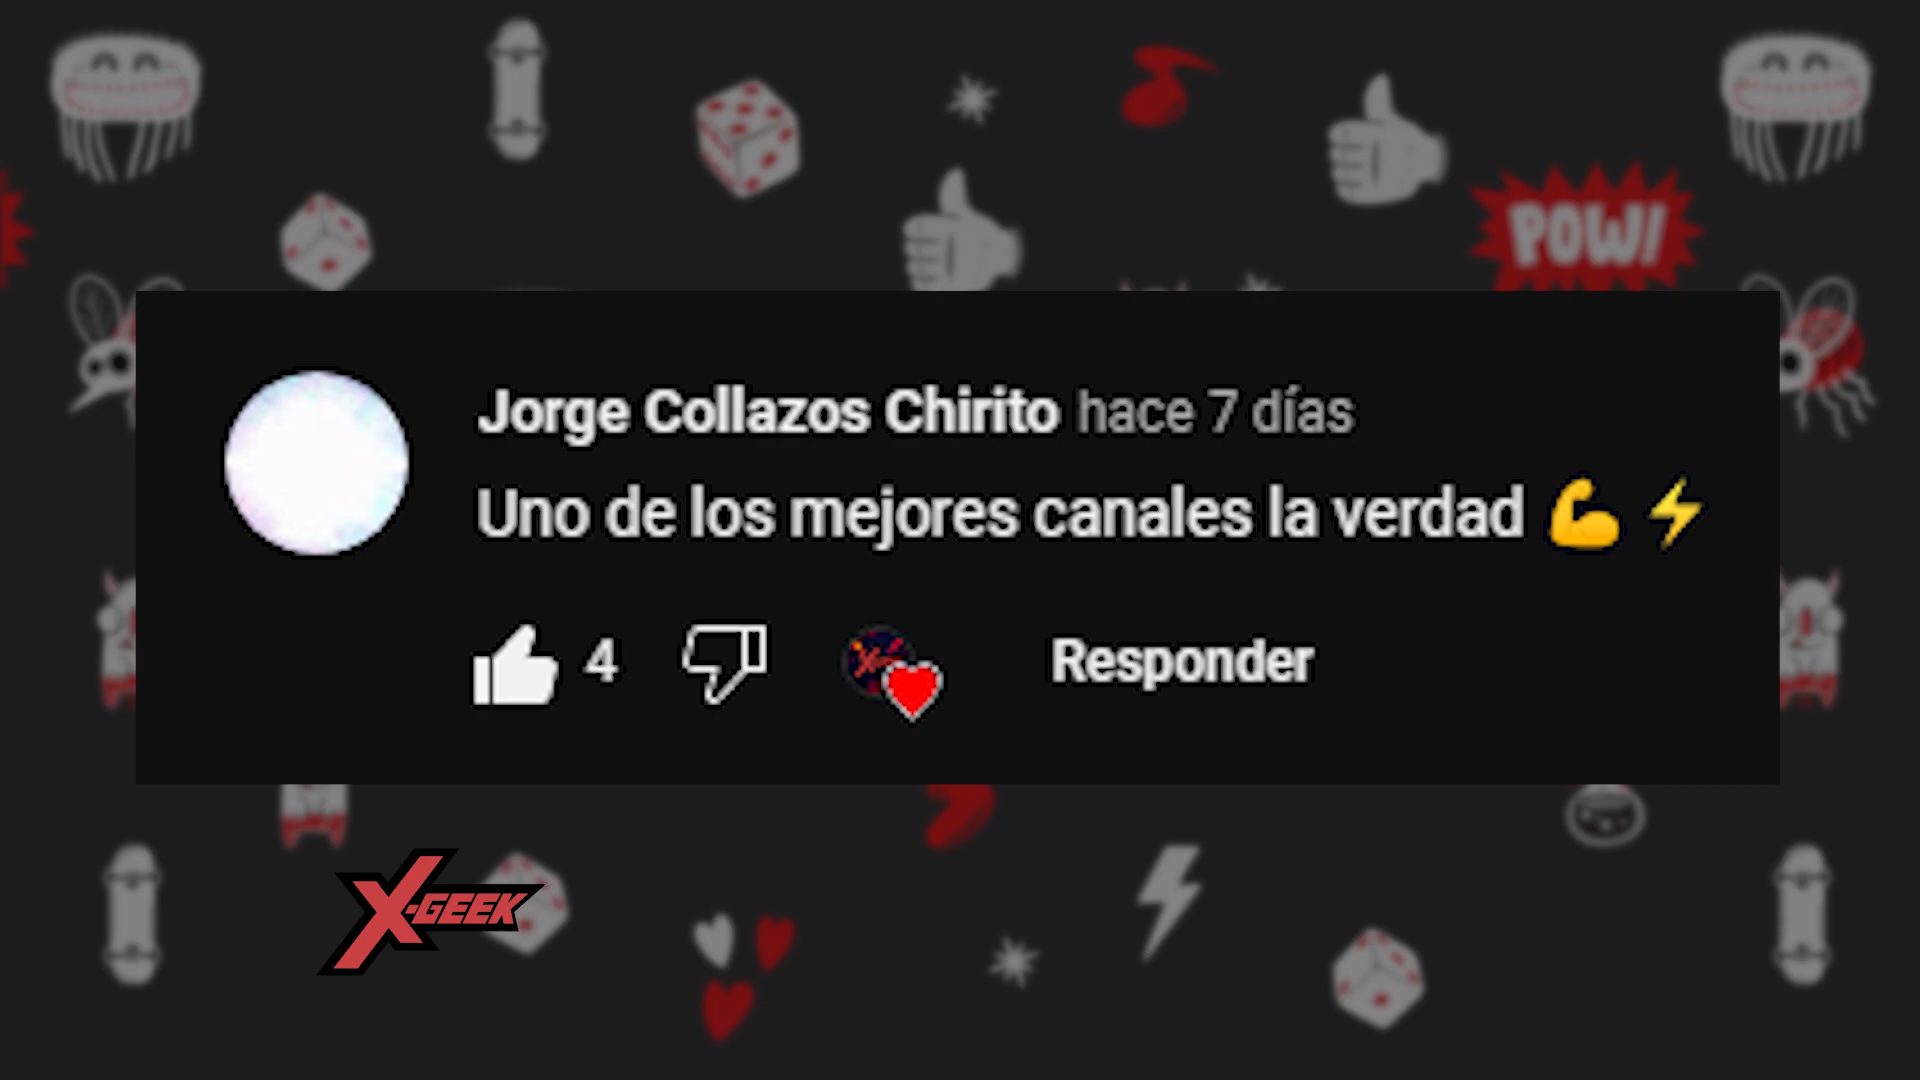 POW!
Jorge Collazos Chirito hace 7 días
Uno de los mejores canales la verdad 💪⚡
4
Responder
X-GEEK